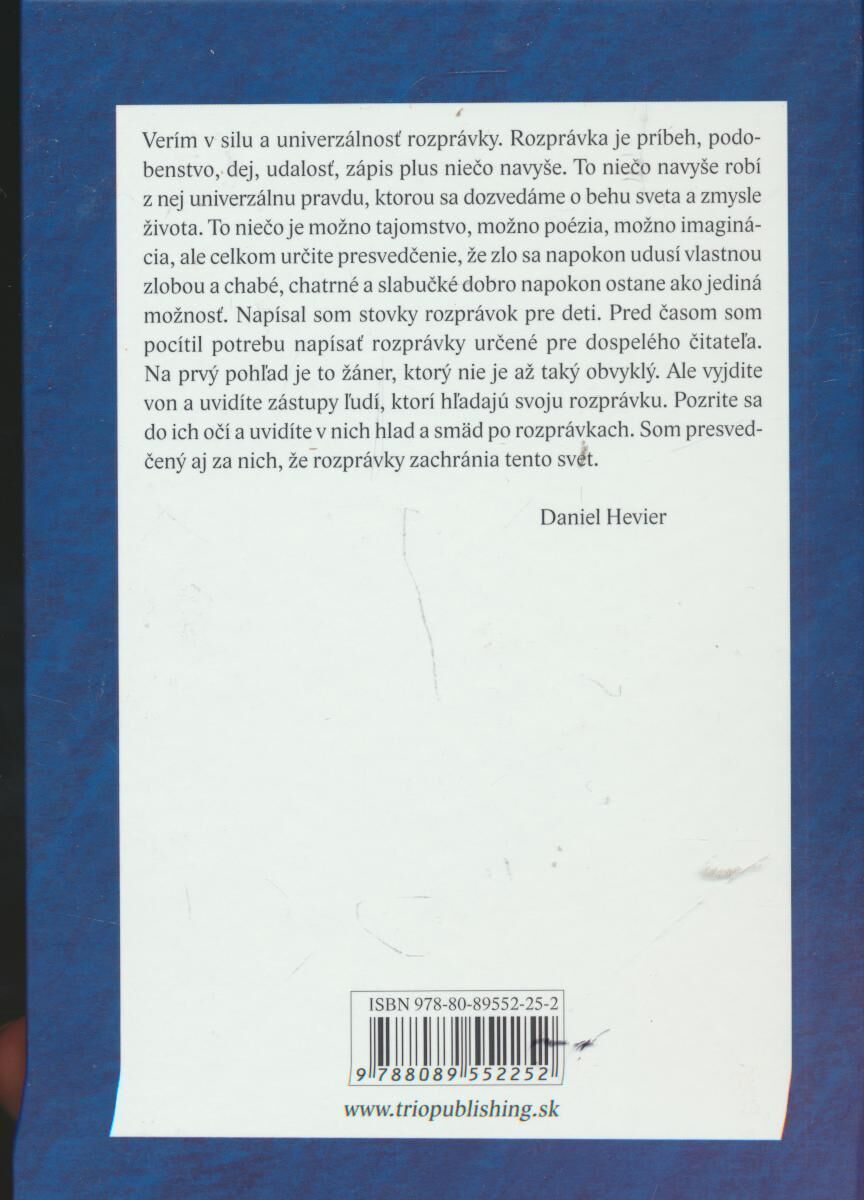 Verím v silu a univerzálnosť rozprávky. Rozprávka je príbeh, podo-
benstvo, dej, udalosť, zápis plus niečo navyše. To niečo navyše robí
z nej univerzálnu pravdu, ktorou sa dozvedáme o behu sveta a zmysle
života. To niečo je možno tajomstvo, možno poézia, možno imaginá-
cia, ale celkom určite presvedčenie, že zlo sa napokon udusí vlastnou
zlobou a chabé, chatrné a slabučké dobro napokon ostane ako jediná
možnosť. Napísal som stovky rozprávok pre deti. Pred časom som
pocítil potrebu napísať rozprávky určené pre dospelého čitateľa.
Na prvý pohľad je to žáner, ktorý nie je až taký obvyklý. Ale vyjdite
von a uvidíte zástupy ľudí, ktorí hľadajú svoju rozprávku. Pozrite sa
do ich očí a uvidíte v nich hlad a smäd po rozprávkach. Som presved-
čený aj za nich, že rozprávky zachránia tento svet.
Daniel Hevier
ISBN 978-80-89552-25-2
9 788089 552252
www.triopublishing.sk